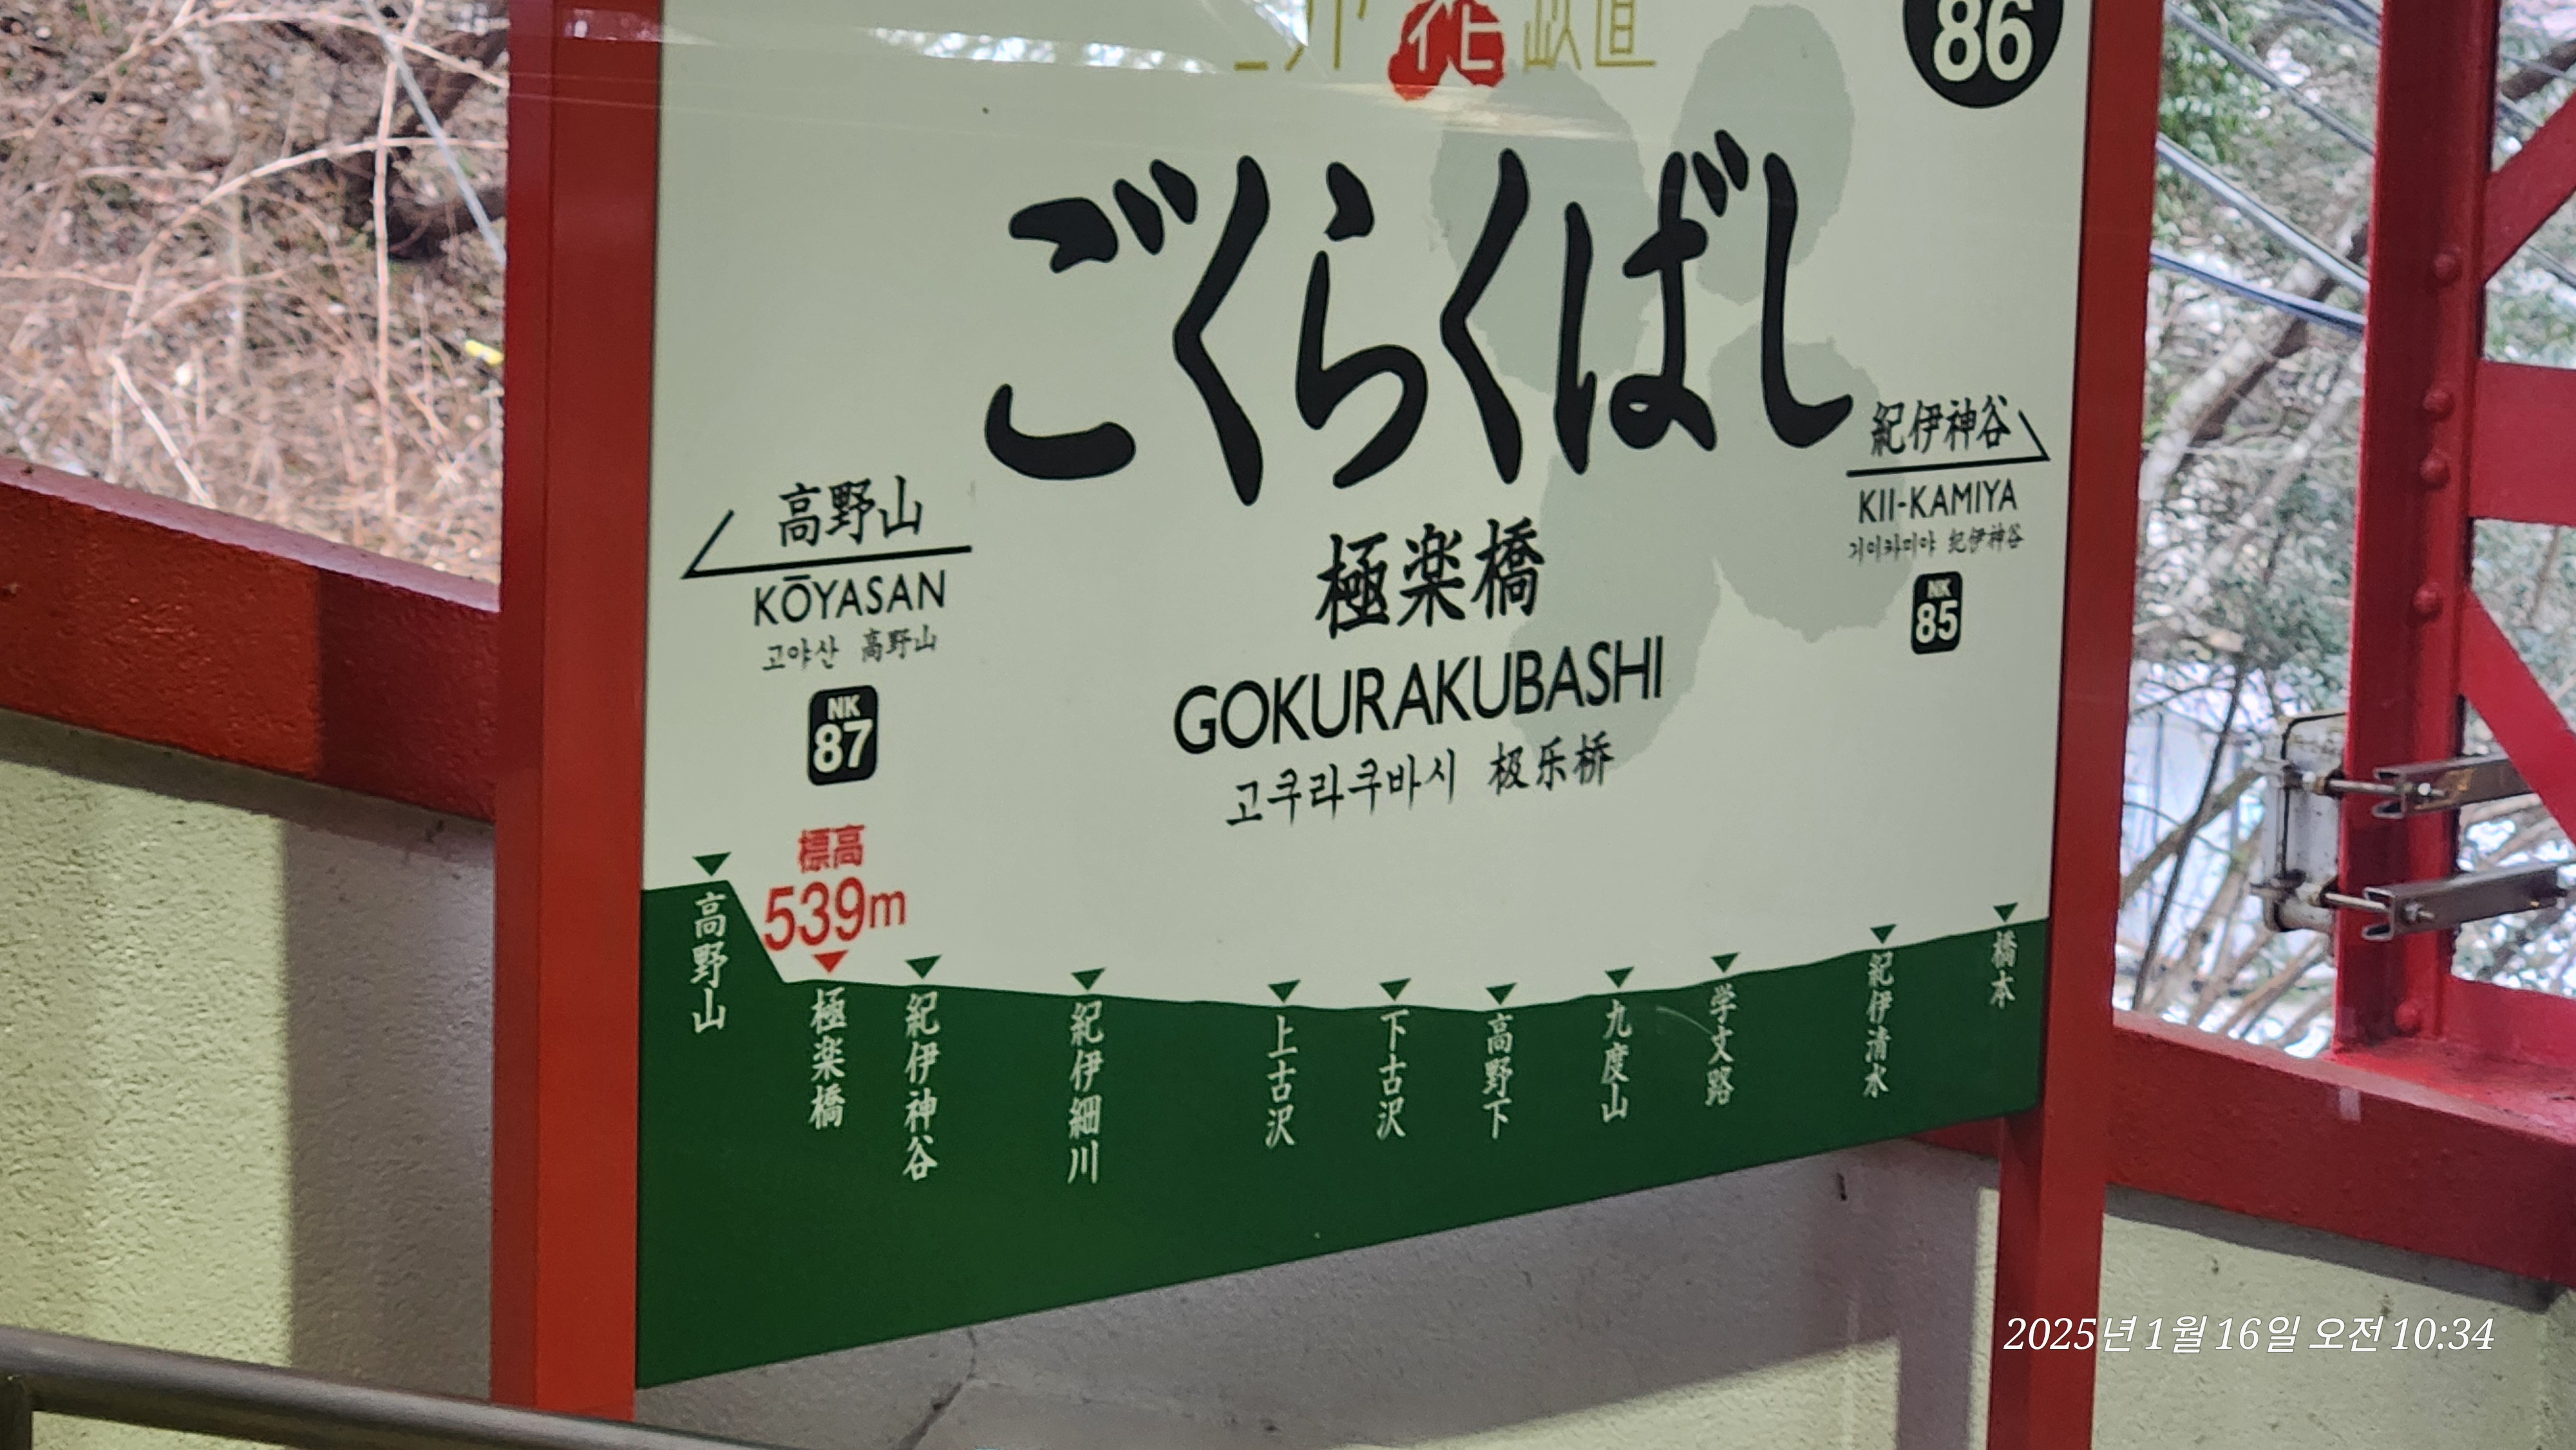 花
86
ごくらくばし
紀伊神谷
KII-KAMIYA
기이카미야 紀伊神谷
NK
85
高野山
KŌYASAN
고야산 高野山
NK
87
極楽橋
GOKURAKUBASHI
고쿠라쿠바시 极乐桥
標高
539m
高野山
極楽橋
紀伊神谷
紀伊細川
上古沢
下古沢
高野下
九度山
学文路
紀伊清水
橋本
2025년 1월 16일 오전 10:34